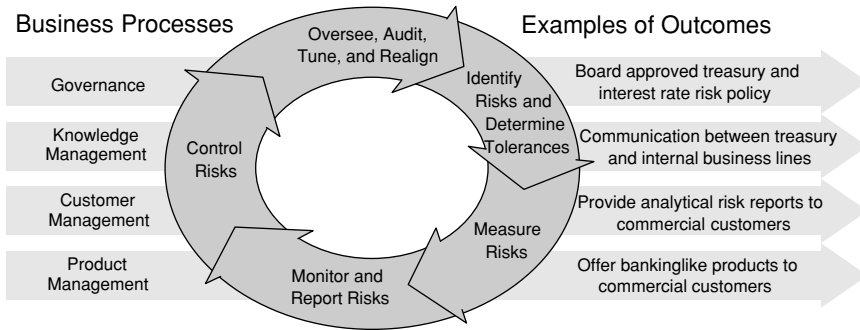 Business Processes
Examples of Outcomes
Oversee, Audit,
Tune, and Realign
Identify
Risks and
Determine
Tolerances
Measure
Risks
Monitor and
Report Risks
Control
Risks
Governance
Knowledge
Management
Customer
Management
Product
Management
Board approved treasury and
interest rate risk policy
Communication between treasury
and internal business lines
Provide analytical risk reports to
commercial customers
Offer bankinglike products to
commercial customers